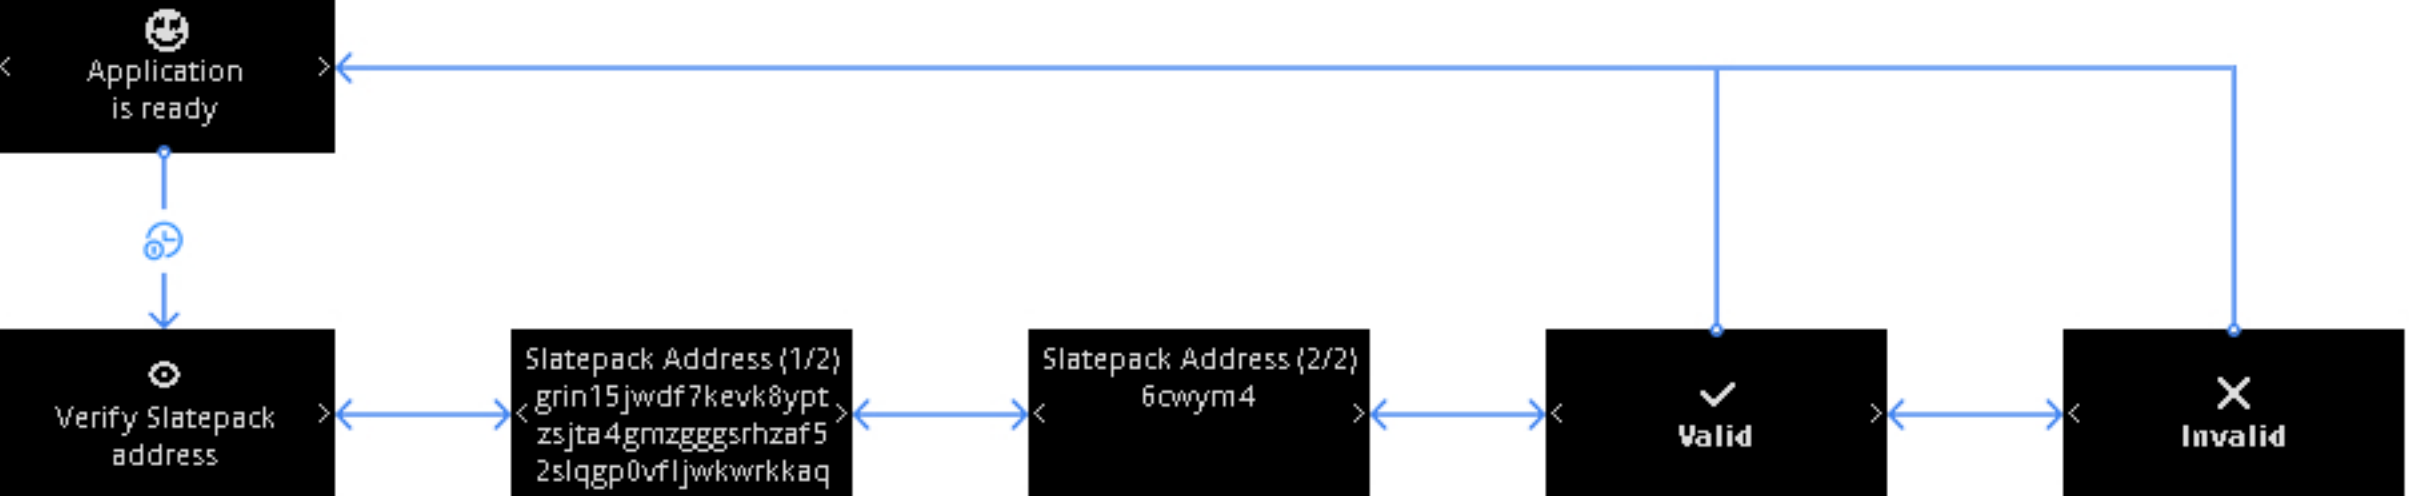 Application
is ready
Verify Slatepack
address
Slatepack Address (1/2)
grin15jwdf7kevk8ypt
zsjta4gmzgggsrhzaf5
2slqgp0vfljwkwrkkaq
Slatepack Address (2/2)
6cwym4
Valid
Invalid